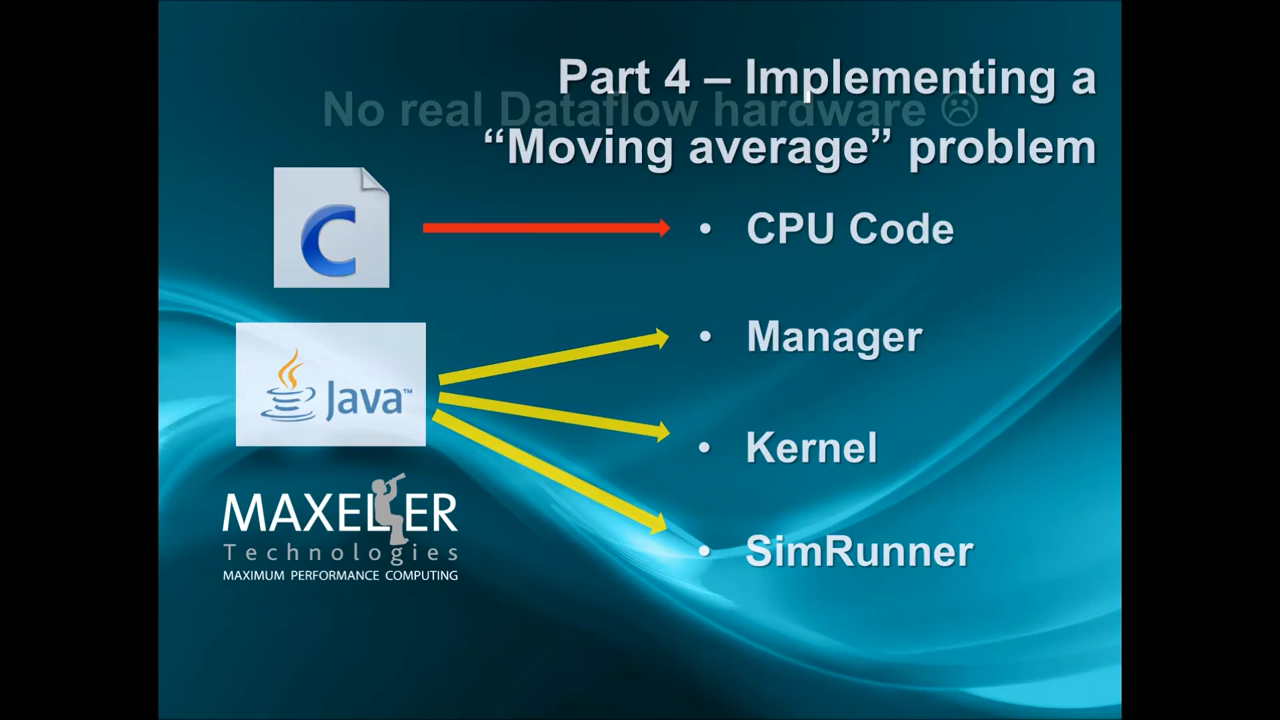 Part 4 – Implementing a
No real Dataflow hardware ☹
“Moving average” problem
C
• CPU Code
• Manager
Java™
• Kernel
MAXELER
Technologies
MAXIMUM PERFORMANCE COMPUTING
• SimRunner